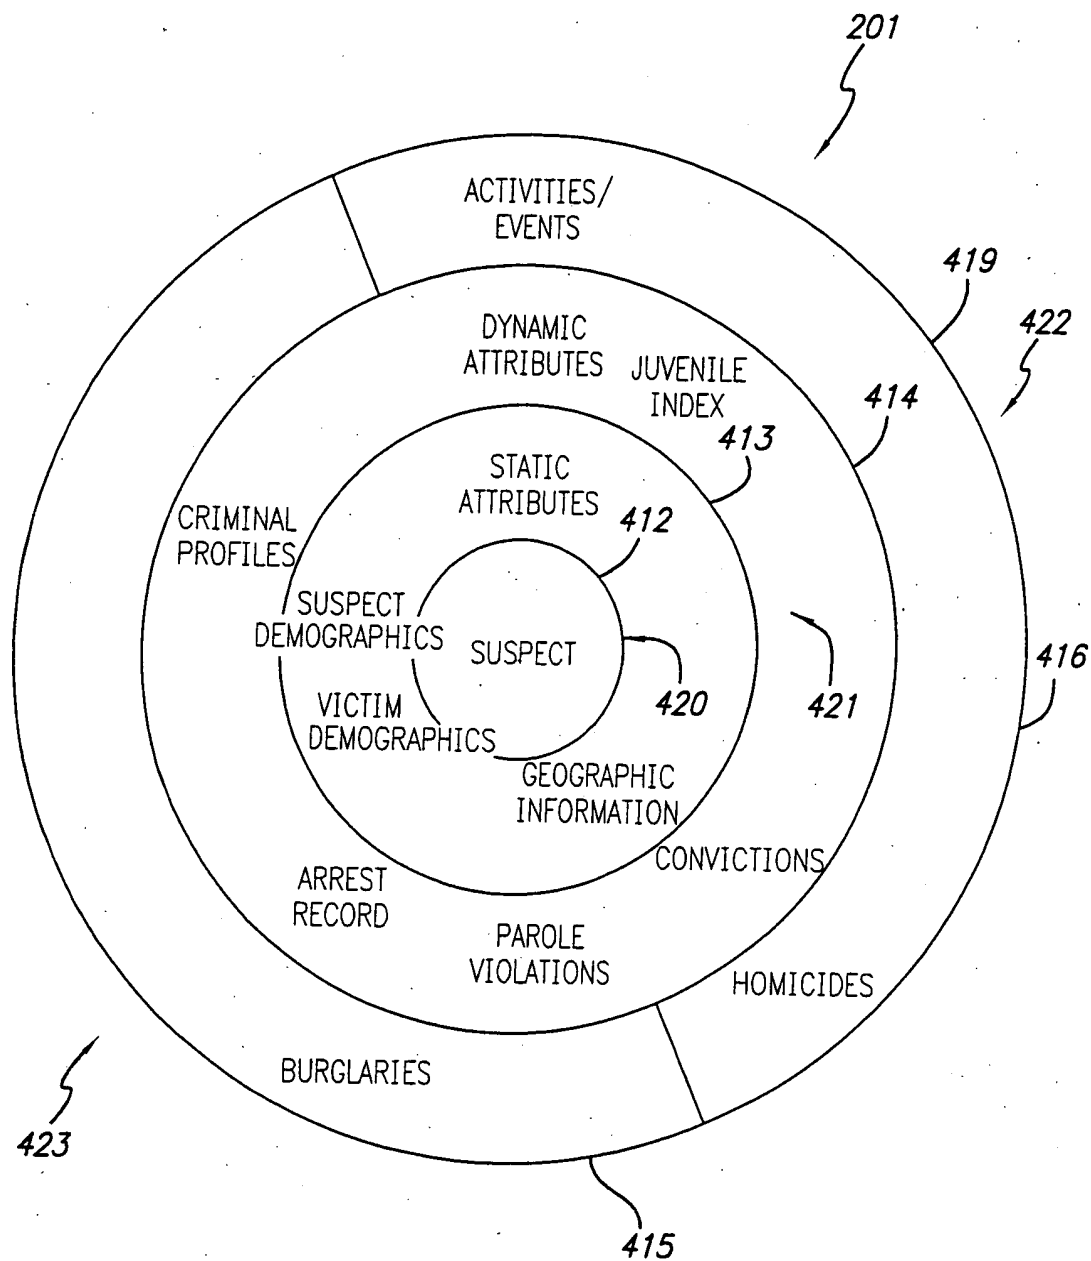 201
ACTIVITIES/
EVENTS
419
422
DYNAMIC
ATTRIBUTES
JUVENILE
INDEX
414
413
STATIC
ATTRIBUTES
412
CRIMINAL
PROFILES
SUSPECT
DEMOGRAPHICS
SUSPECT
416
420
421
VICTIM
DEMOGRAPHICS
GEOGRAPHIC
INFORMATION
CONVICTIONS
ARREST
RECORD
PAROLE
VIOLATIONS
HOMICIDES
BURGLARIES
423
415